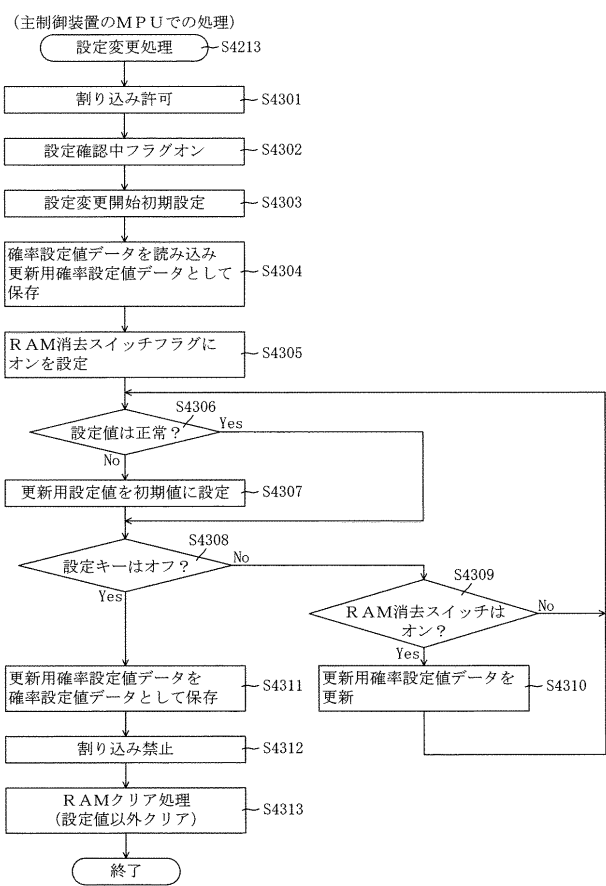 (主制御装置のＭＰＵでの処理)
設定変更処理
S4213
割り込み許可
S4301
設定確認中フラグオン
S4302
設定変更開始初期設定
S4303
確率設定値データを読み込み
更新用確率設定値データとして
保存
S4304
ＲＡＭ消去スイッチフラグに
オンを設定
S4305
S4306
設定値は正常？
Yes
No
更新用設定値を初期値に設定
S4307
S4308
設定キーはオフ？
No
Yes
S4309
ＲＡＭ消去スイッチは
オン？
No
Yes
更新用確率設定値データを
更新
S4310
更新用確率設定値データを
確率設定値データとして保存
S4311
割り込み禁止
S4312
ＲＡＭクリア処理
(設定値以外クリア)
S4313
終了